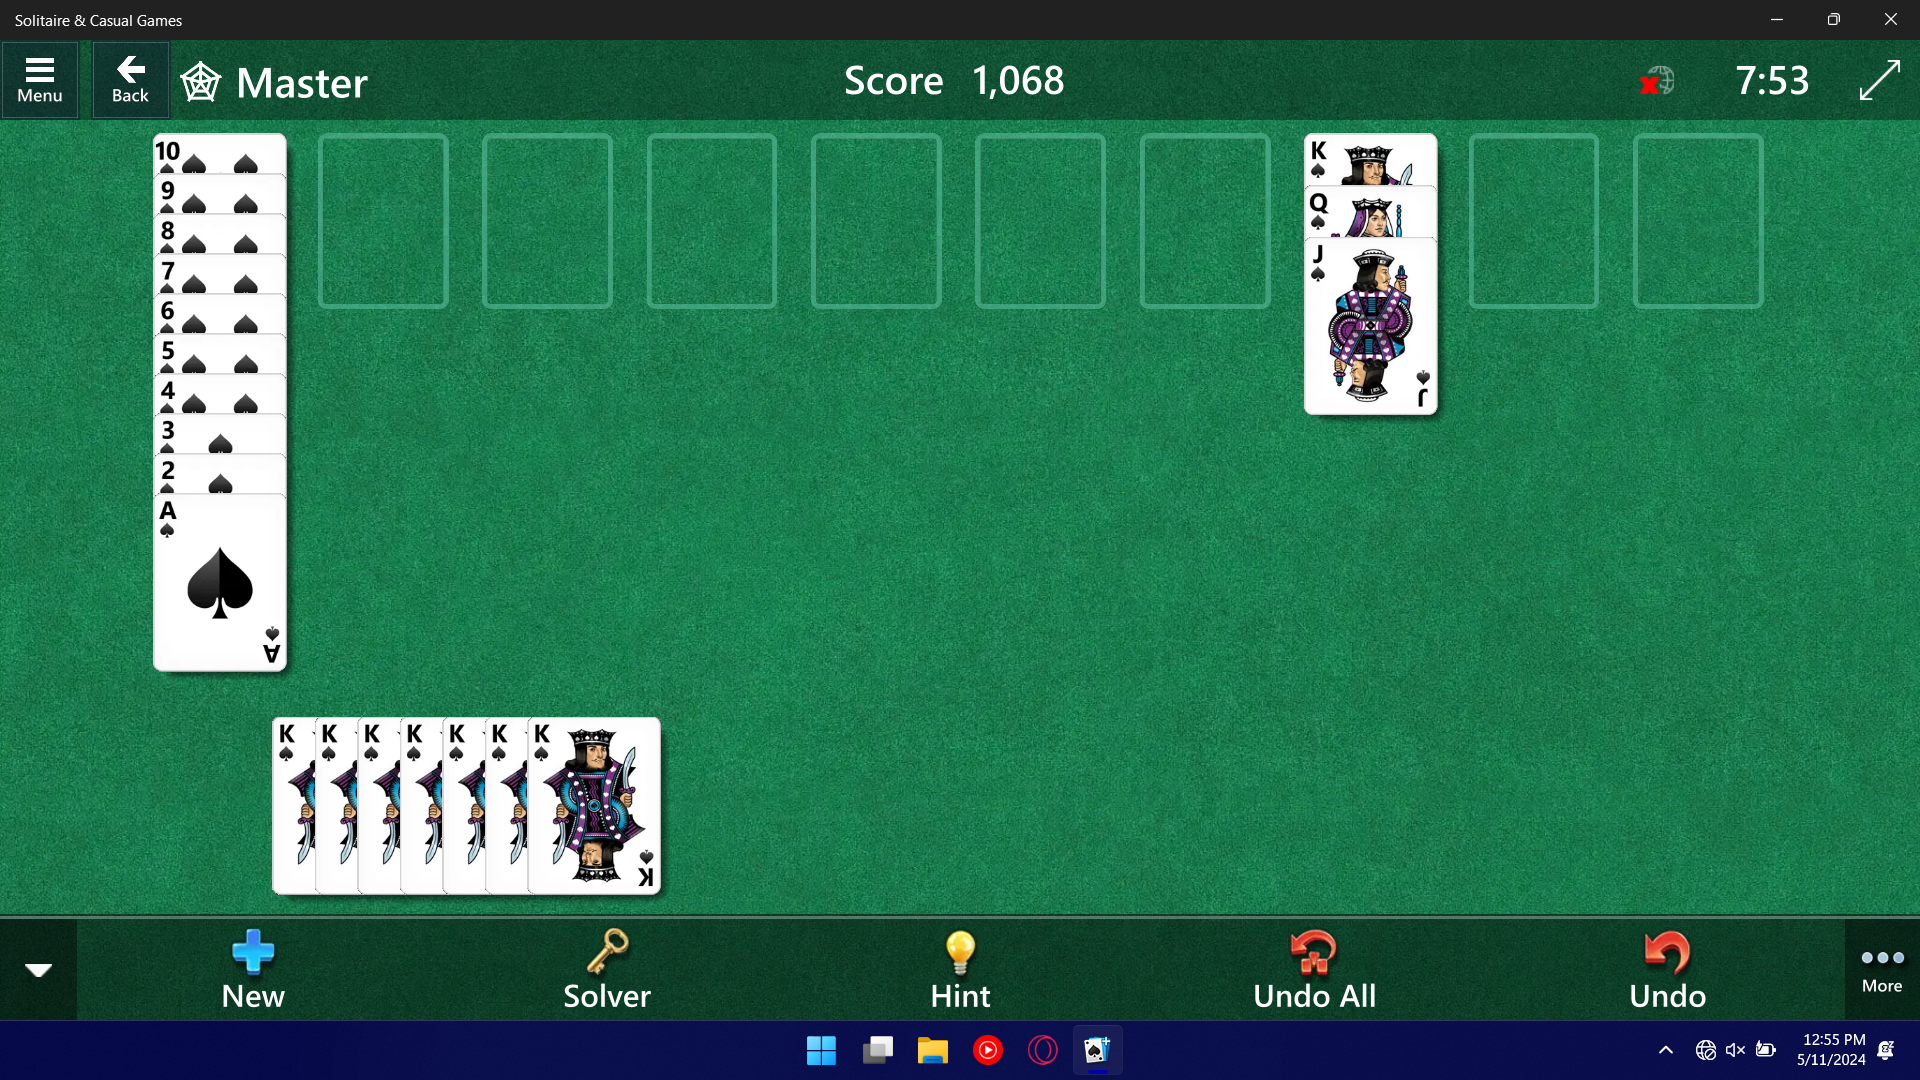 Solitaire & Casual Games
Menu
Back
Master
Score 1,068
7:53
10
9
8
7
6
5
4
3
2
A
A
K
Q
J
J
K K K K K K K
K
New
Solver
Hint
Undo All
Undo
More
12:55 PM
5/11/2024